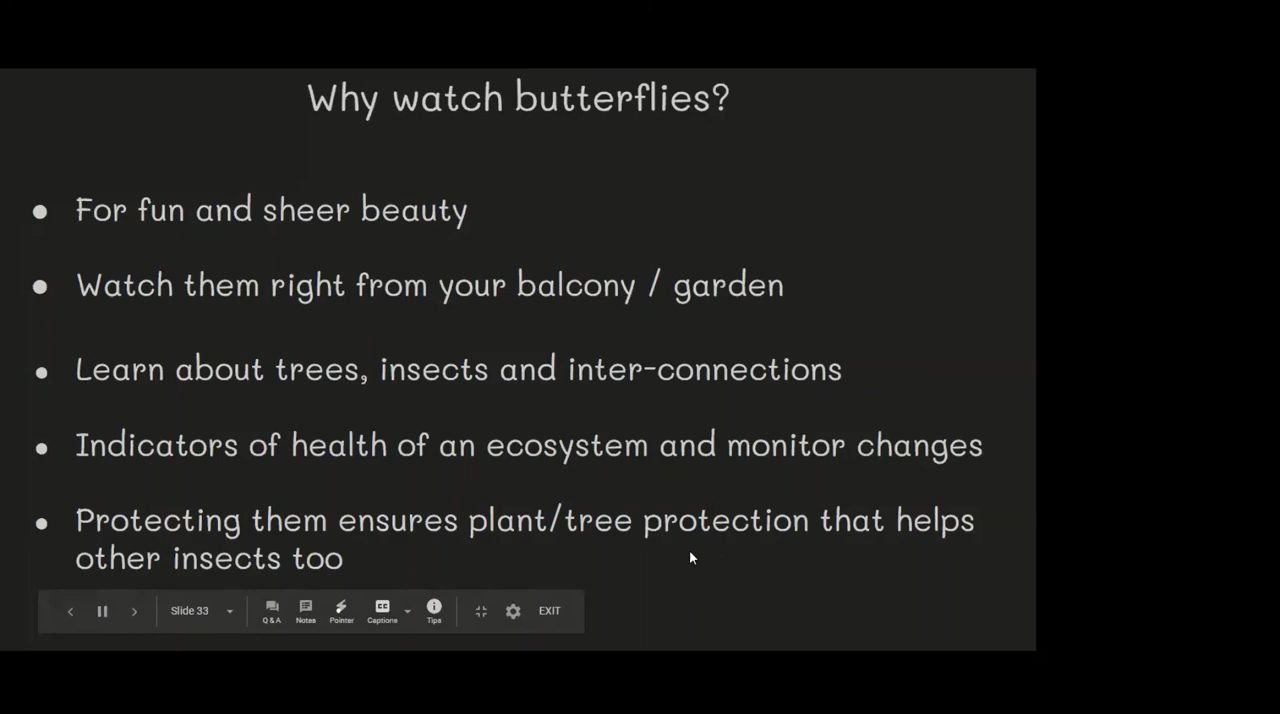 Why watch butterflies?
● For fun and sheer beauty
● Watch them right from your balcony / garden
● Learn about trees, insects and inter-connections
● Indicators of health of an ecosystem and monitor changes
● Protecting them ensures plant/tree protection that helps
other insects too
Slide 33
Q & A
Notes
Pointer
CC
Captions
Tips
EXIT